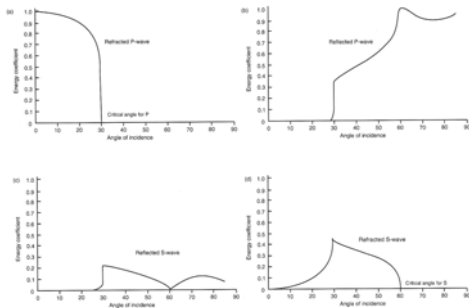 (a)
1.0
0.9
0.8
0.7
0.6
0.5
0.4
0.3
0.2
0.1
Energy coefficient
Refracted P-wave
Critical angle for P
0 10 20 30 40 50 60 70 80 90
Angle of incidence
(b)
1.0
0.9
0.8
0.7
0.6
0.5
0.4
0.3
0.2
0.1
Energy coefficient
Refracted P-wave
0 10 20 30 40 50 60 70 80 90
Angle of incidence
(c)
1.0
0.9
0.8
0.7
0.6
0.5
0.4
0.3
0.2
0.1
Energy coefficient
Reflected S-wave
0 10 20 30 40 50 60 70 80 90
Angle of incidence
(d)
1.0
0.9
0.8
0.7
0.6
0.5
0.4
0.3
0.2
0.1
Energy coefficient
Refracted S-wave
Critical angle for S
0 10 20 30 40 50 60 70 80 90
Angle of incidence